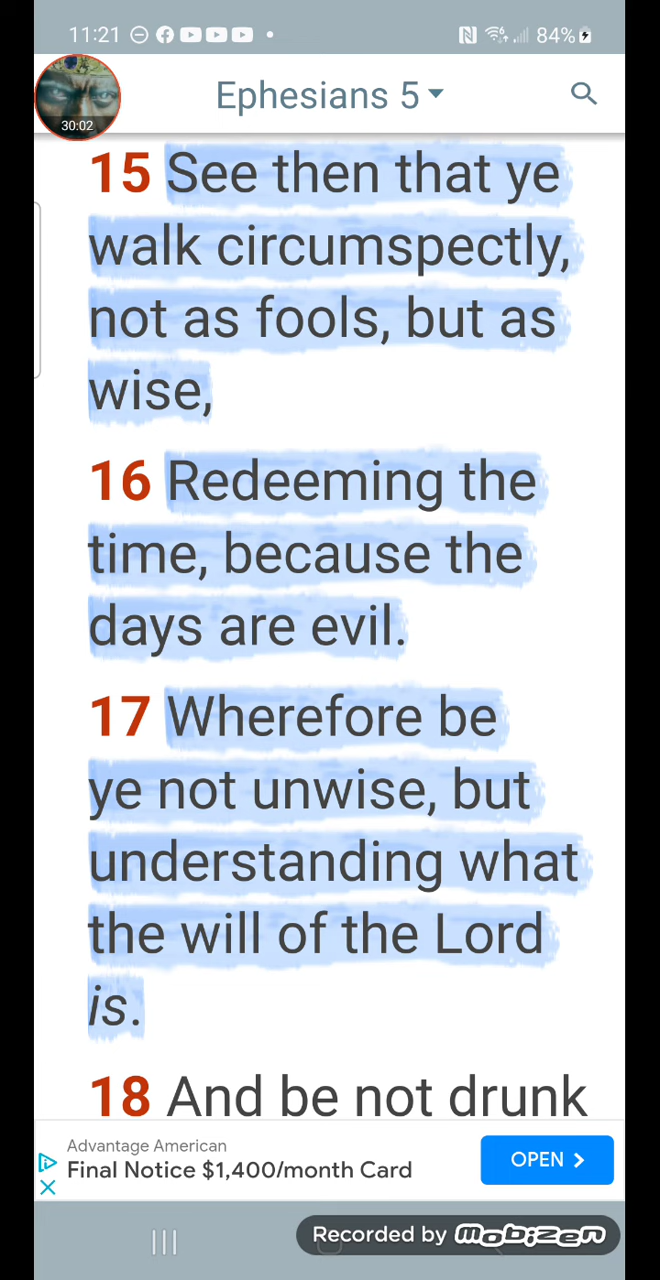 11:21 84%
30:02
Ephesians 5
15 See then that ye
walk circumspectly,
not as fools, but as
wise,
16 Redeeming the
time, because the
days are evil.
17 Wherefore be
ye not unwise, but
understanding what
the will of the Lord
is.
18 And be not drunk
Advantage American
Final Notice $1,400/month Card
OPEN
Recorded by mobizen